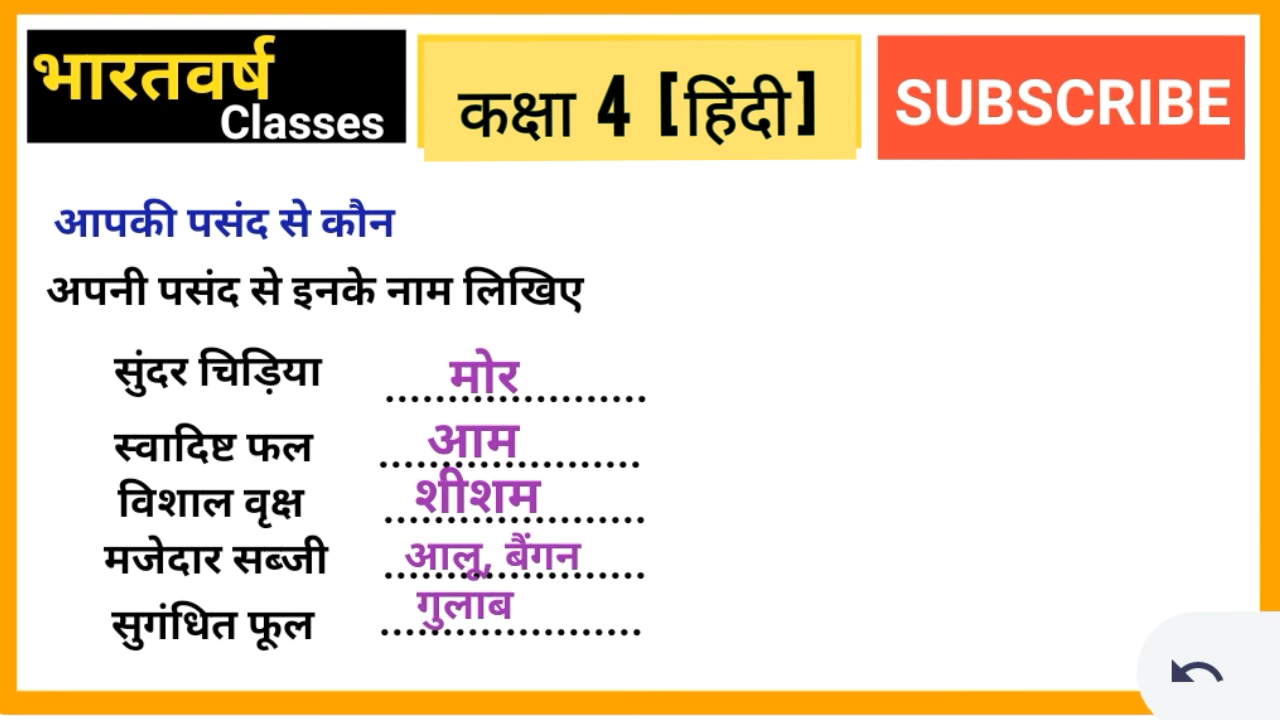 भारतवर्ष
Classes
कक्षा 4 [हिंदी]
SUBSCRIBE
आपकी पसंद से कौन
अपनी पसंद से इनके नाम लिखिए
सुंदर चिड़िया ..................... मोर
स्वादिष्ट फल ..................... आम
विशाल वृक्ष ..................... शीशम
मजेदार सब्जी ..................... आलू, बैंगन
सुगंधित फूल ..................... गुलाब